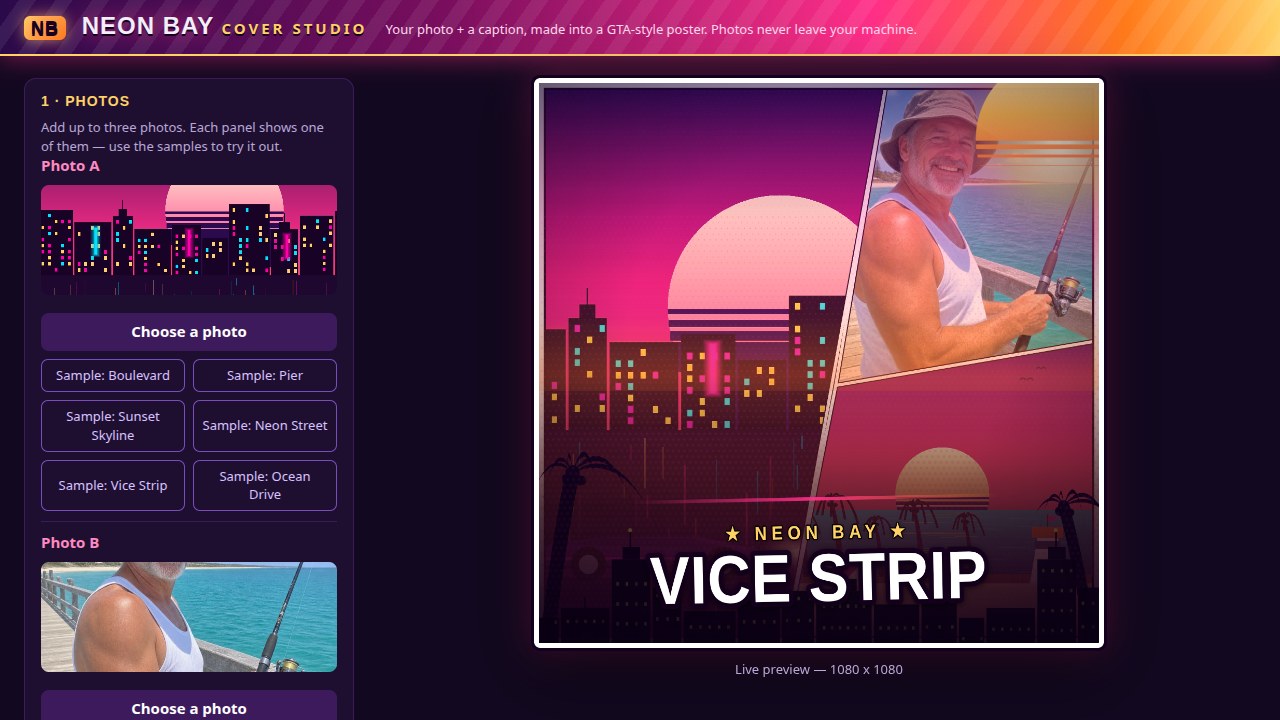 NB NEON BAY COVER STUDIO Your photo + a caption, made into a GTA-style poster. Photos never leave your machine.
1 · PHOTOS
Add up to three photos. Each panel shows one
of them — use the samples to try it out.
Photo A
Choose a photo
Sample: Boulevard
Sample: Pier
Sample: Sunset
Skyline
Sample: Neon Street
Sample: Vice Strip
Sample: Ocean
Drive
Photo B
Choose a photo
★ NEON BAY ★
VICE STRIP
Live preview — 1080 x 1080